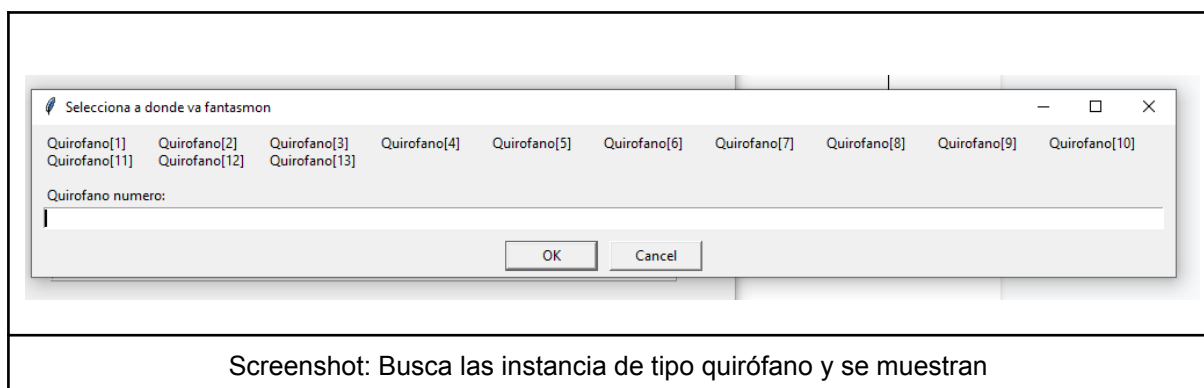 Selecciona a donde va fantasmon
Quirofano[1] Quirofano[2] Quirofano[3] Quirofano[4] Quirofano[5] Quirofano[6] Quirofano[7] Quirofano[8] Quirofano[9] Quirofano[10]
Quirofano[11] Quirofano[12] Quirofano[13]
Quirofano numero:
OK Cancel
Screenshot: Busca las instancia de tipo quirófano y se muestran